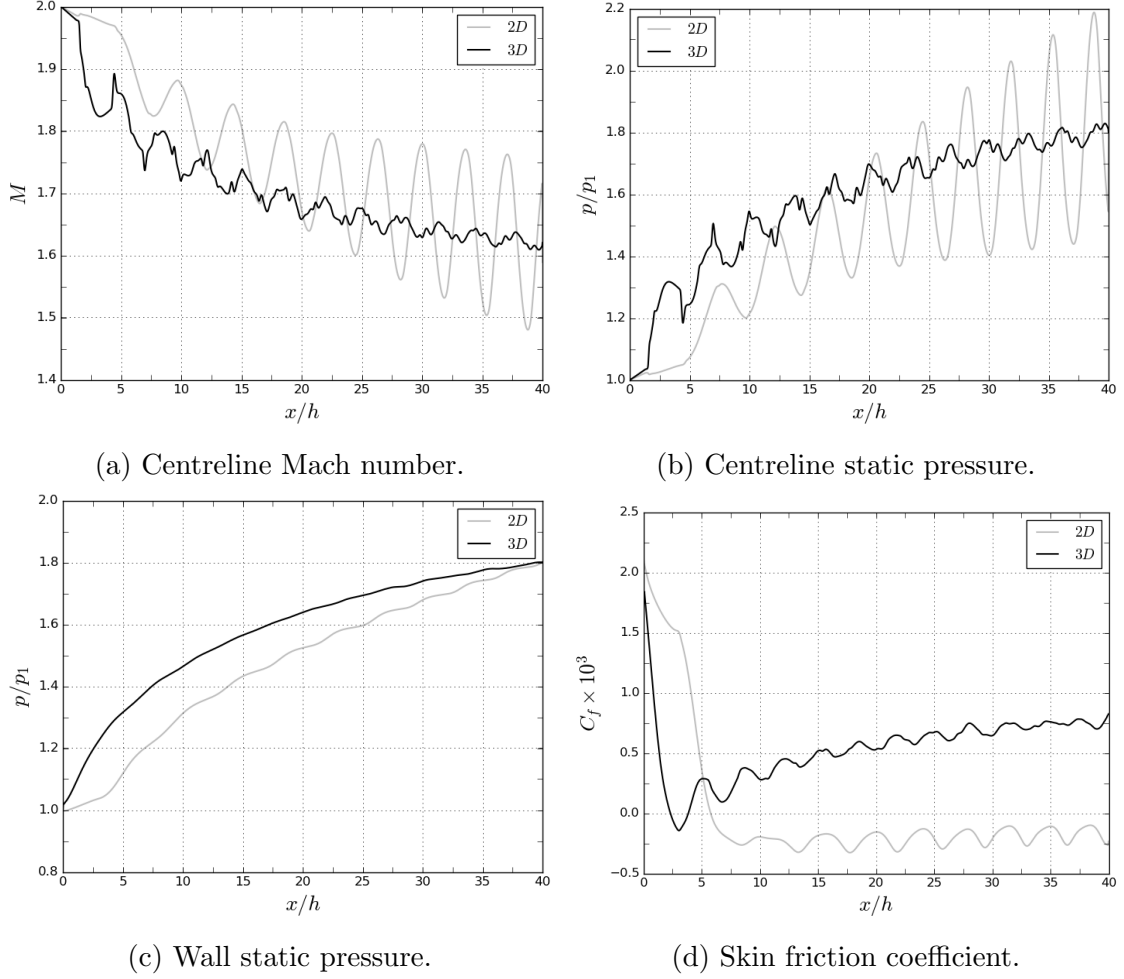 2.0
1.9
1.8
1.7
1.6
1.5
1.4
M
2D
3D
0 5 10 15 20 25 30 35 40
x/h
(a) Centreline Mach number.
2.2
2.0
1.8
1.6
1.4
1.2
1.0
p/p₁
2D
3D
0 5 10 15 20 25 30 35 40
x/h
(b) Centreline static pressure.
2.0
1.8
1.6
1.4
1.2
1.0
0.8
p/p₁
2D
3D
0 5 10 15 20 25 30 35 40
x/h
(c) Wall static pressure.
2.5
2.0
1.5
1.0
0.5
0.0
−0.5
C_f × 10³
2D
3D
0 5 10 15 20 25 30 35 40
x/h
(d) Skin friction coefficient.